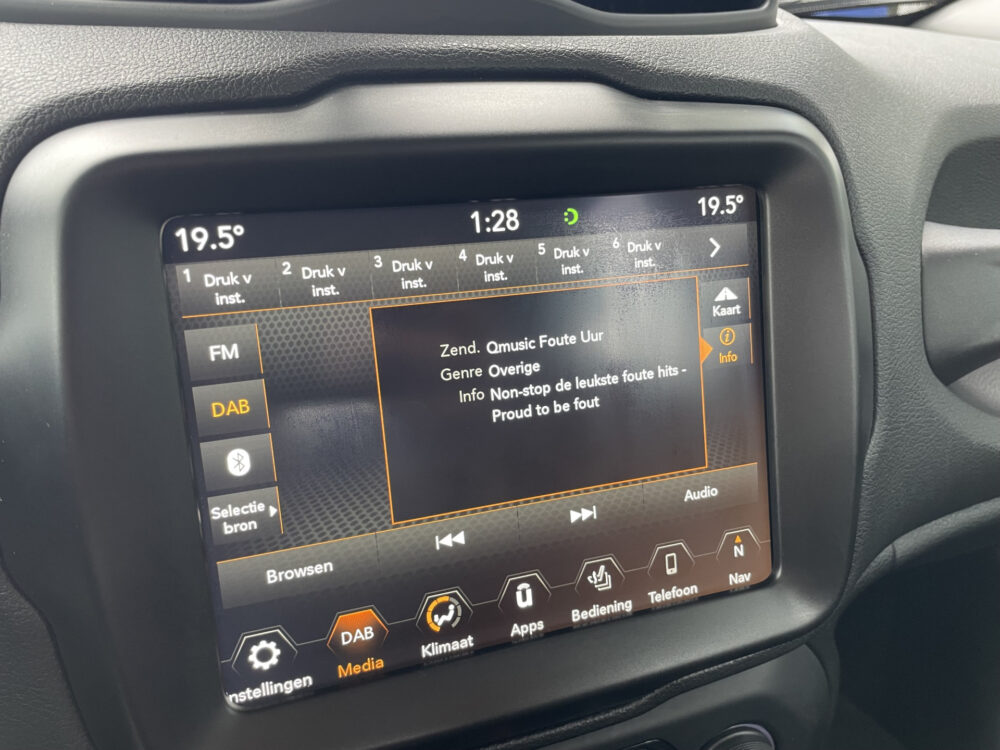 19.5° 1:28 19.5°
1 Druk v inst.
2 Druk v inst.
3 Druk v inst.
4 Druk v inst.
5 Druk v inst.
6 Druk v inst.
Kaart
Info
FM
DAB
Selectie
bron
Zend. Qmusic Foute Uur
Genre Overige
Info Non-stop de leukste foute hits -
Proud to be fout
Browsen
Audio
nstellingen
DAB
Media
Klimaat
Apps
Bediening
Telefoon
N
Nav